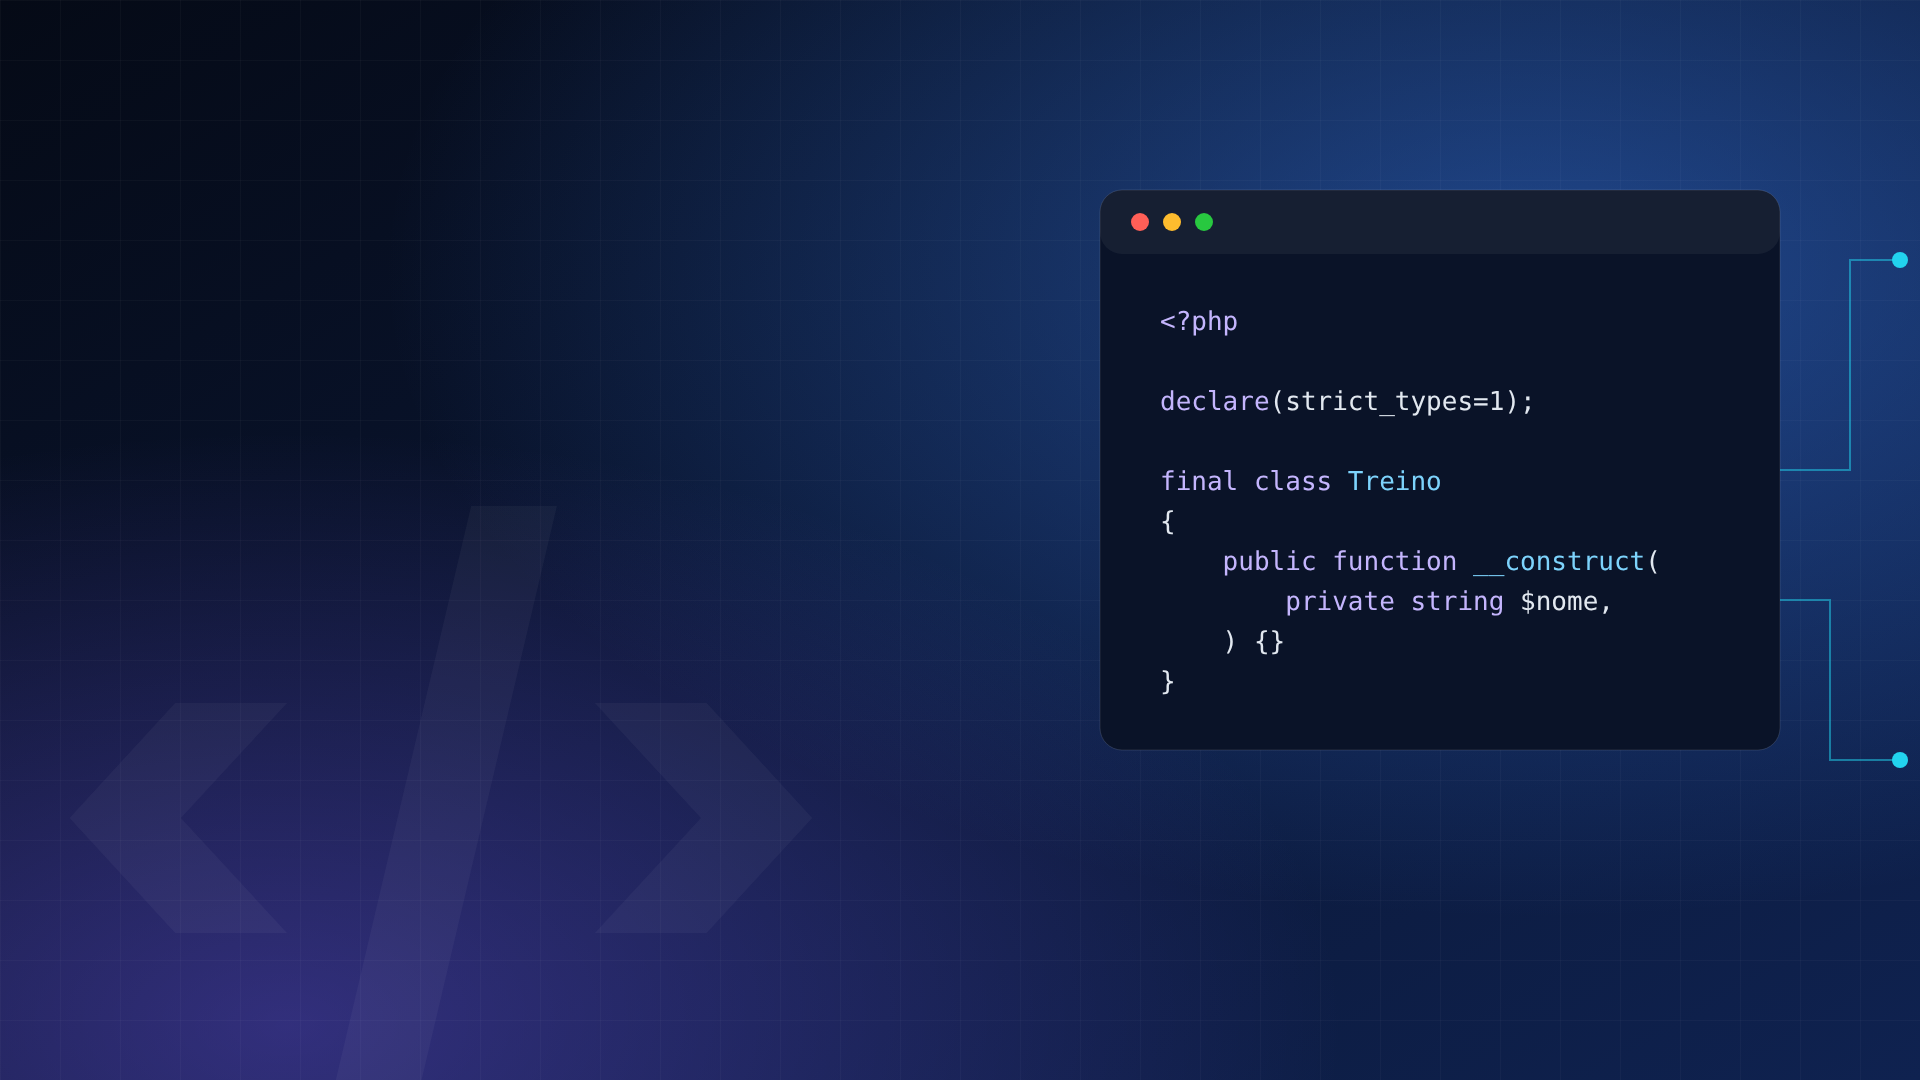 <?php
declare(strict_types=1);
final class Treino
{
    public function __construct(
        private string $nome,
    ) {}
}
</>